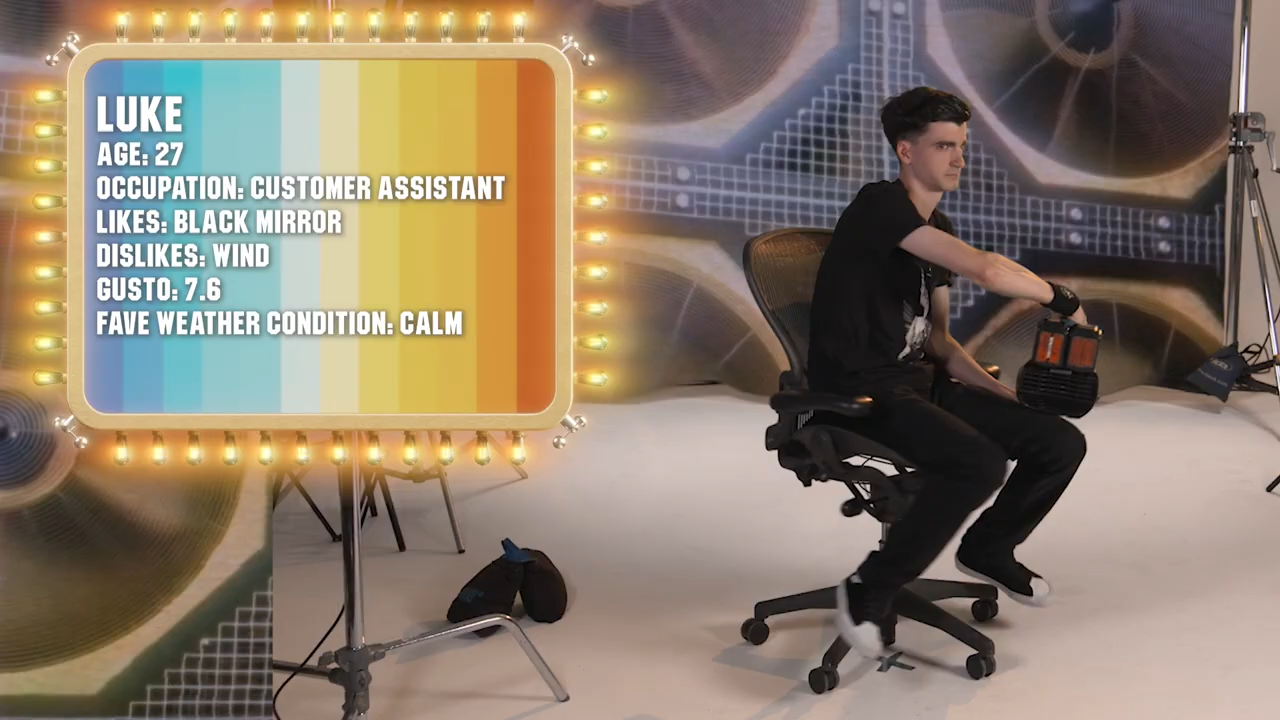 LUKE
AGE: 27
OCCUPATION: CUSTOMER ASSISTANT
LIKES: BLACK MIRROR
DISLIKES: WIND
GUSTO: 7.6
FAVE WEATHER CONDITION: CALM